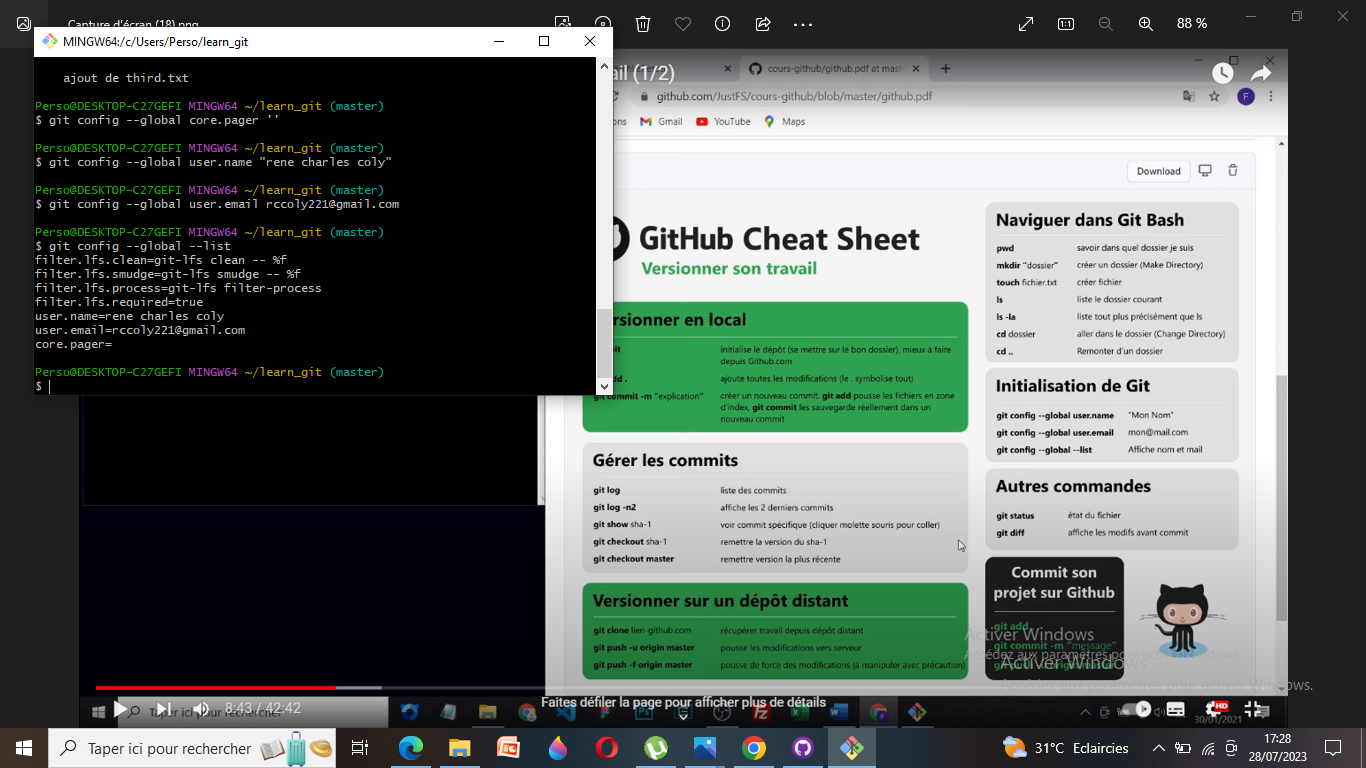 Capture d'écran (18).png
88 %
MINGW64:/c/Users/Perso/learn_git
ajout de third.txt
Perso@DESKTOP-C27GEFI MINGW64 ~/learn_git (master)
$ git config --global core.pager ''
Perso@DESKTOP-C27GEFI MINGW64 ~/learn_git (master)
$ git config --global user.name "rene charles coly"
Perso@DESKTOP-C27GEFI MINGW64 ~/learn_git (master)
$ git config --global user.email rccoly221@gmail.com
Perso@DESKTOP-C27GEFI MINGW64 ~/learn_git (master)
$ git config --global --list
filter.lfs.clean=git-lfs clean -- %f
filter.lfs.smudge=git-lfs smudge -- %f
filter.lfs.process=git-lfs filter-process
filter.lfs.required=true
user.name=rene charles coly
user.email=rccoly221@gmail.com
core.pager=
Perso@DESKTOP-C27GEFI MINGW64 ~/learn_git (master)
$
ail (1/2)
cours-github/github.pdf at mast
github.com/JustFS/cours-github/blob/master/github.pdf
F
ons Gmail YouTube Maps
Download
GitHub Cheat Sheet
Versionner son travail
rsionner en local
it initialise le dépôt (se mettre sur le bon dossier), mieux à faire
depuis Github.com
dd . ajoute toutes les modifications (le . symbolise tout)
git commit -m "explication" créer un nouveau commit. git add pousse les fichiers en zone
d'index, git commit les sauvegarde réellement dans un
nouveau commit
Gérer les commits
git log liste des commits
git log -n2 affiche les 2 derniers commits
git show sha-1 voir commit spécifique (cliquer molette souris pour coller)
git checkout sha-1 remettre la version du sha-1
git checkout master remettre version la plus récente
Versionner sur un dépôt distant
git clone lien-github.com récupérer travail depuis dépôt distant
git push -u origin master pousse les modifications vers serveur
git push -f origin master pousse de force des modifications (à manipuler avec précaution)
Naviguer dans Git Bash
pwd savoir dans quel dossier je suis
mkdir "dossier" créer un dossier (Make Directory)
touch fichier.txt créer fichier
ls liste le dossier courant
ls -la liste tout plus précisément que ls
cd dossier aller dans le dossier (Change Directory)
cd .. Remonter d'un dossier
Initialisation de Git
git config --global user.name "Mon Nom"
git config --global user.email mon@mail.com
git config --global --list Affiche nom et mail
Autres commandes
git status état du fichier
git diff affiche les modifs avant commit
Commit son
projet sur Github
git add .
git commit -m "message"
Activer Windows
Accédez aux paramètres pour activer Windows.
Activer Windows
Accédez aux paramètres pour activer Windows.
8:43 / 42:42
Taper ici pour rechercher
Faites défiler la page pour afficher plus de détails
HD
30/01/2021
Taper ici pour rechercher
31°C Eclaircies
17:28
28/07/2023